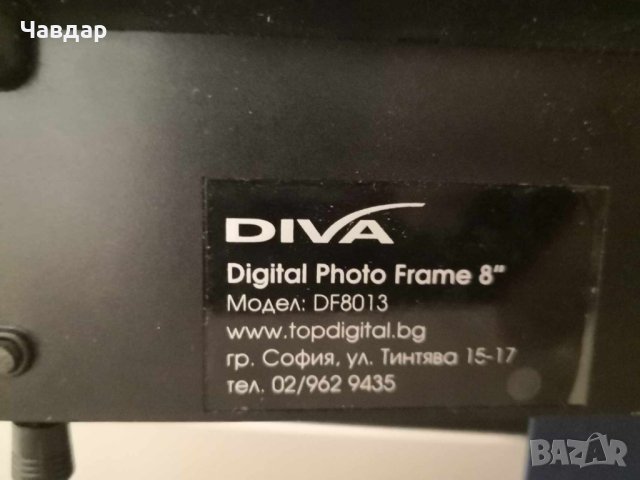 Чавдар
DIVA
Digital Photo Frame 8"
Модел: DF8013
www.topdigital.bg
гр. София, ул. Тинтява 15-17
тел. 02/962 9435
BAZAR